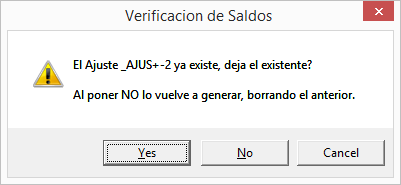 Verificacion de Saldos
El Ajuste _AJUS+-2 ya existe, deja el existente?
Al poner NO lo vuelve a generar, borrando el anterior.
Yes
No
Cancel